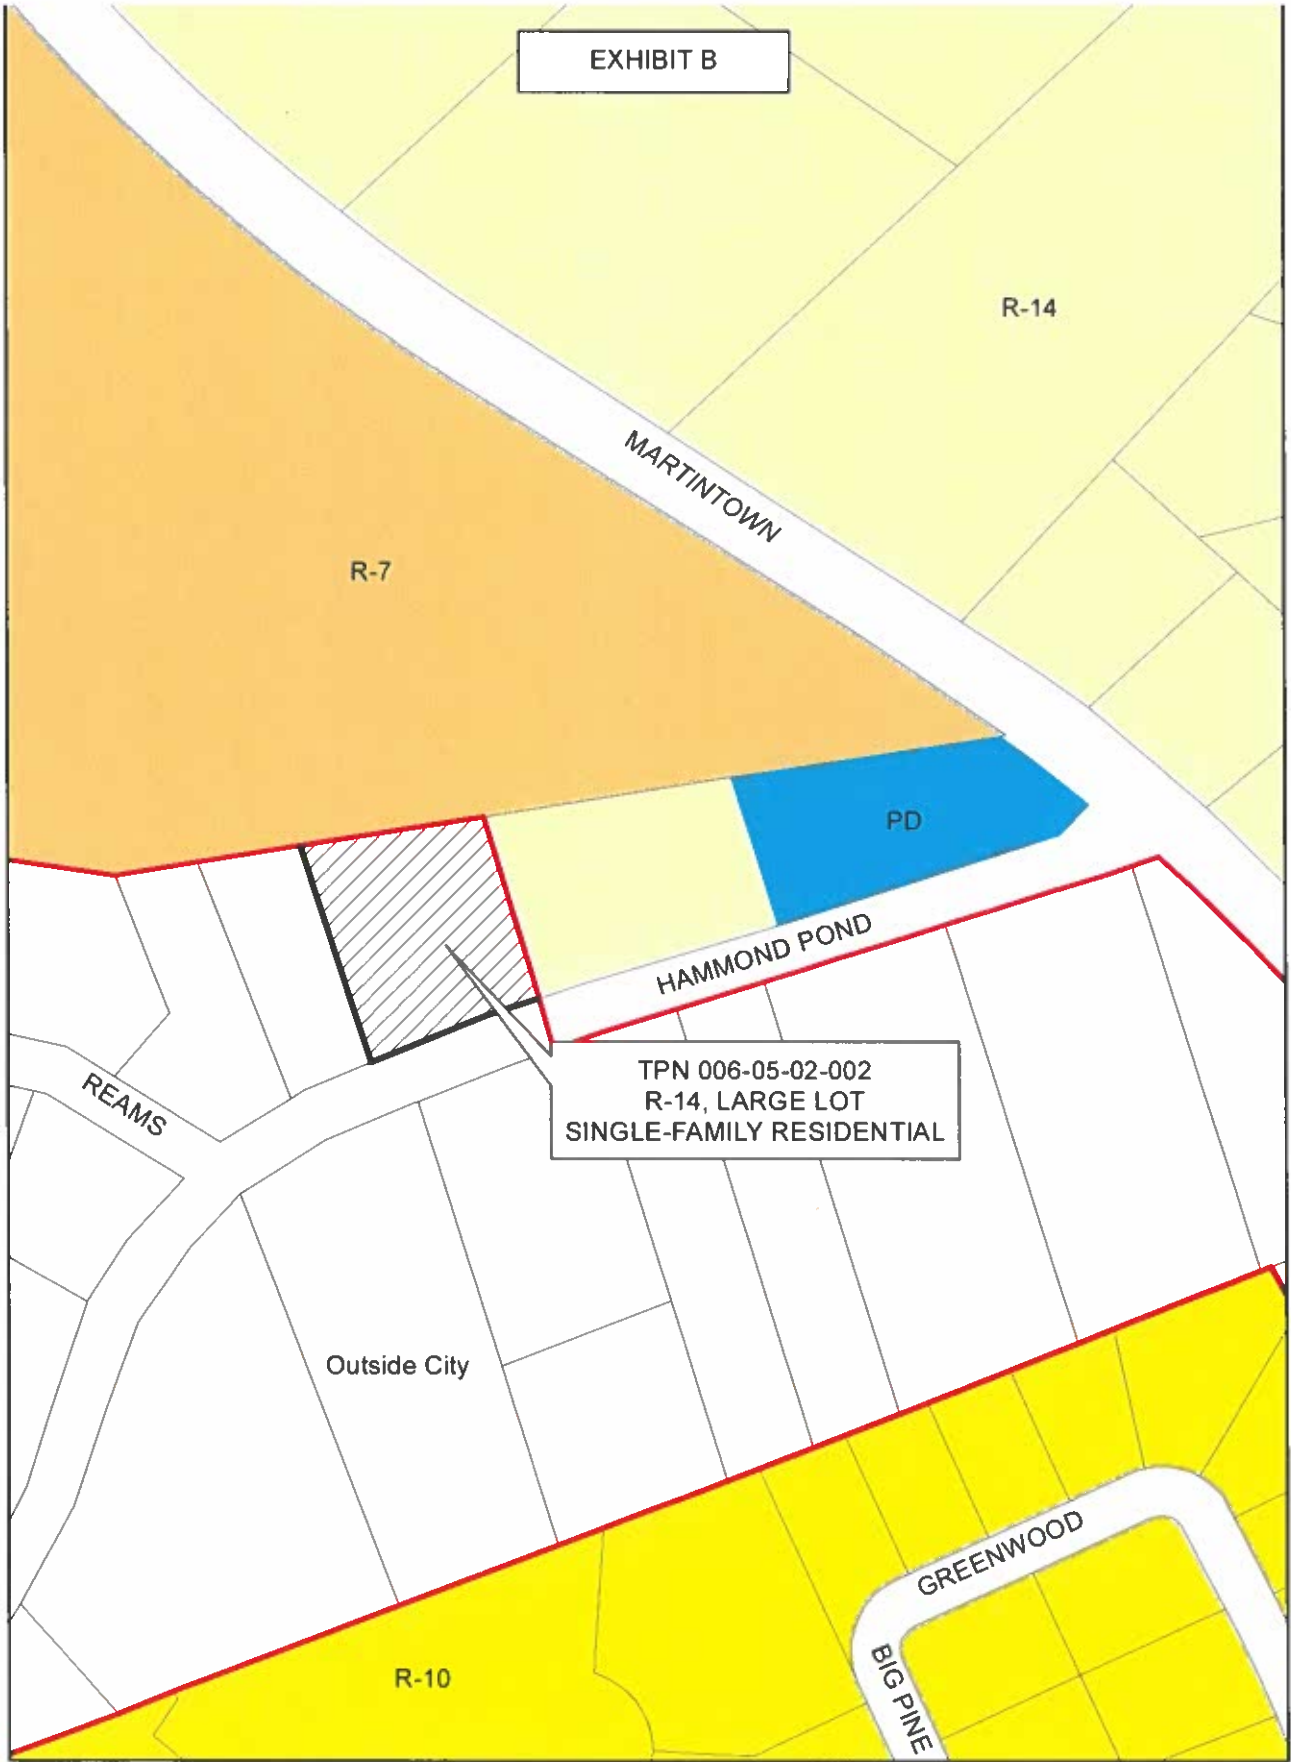 EXHIBIT B
R-14
MARTINTOWN
R-7
PD
HAMMOND POND
TPN 006-05-02-002
R-14, LARGE LOT
SINGLE-FAMILY RESIDENTIAL
REAMS
Outside City
GREENWOOD
R-10
BIG PINE